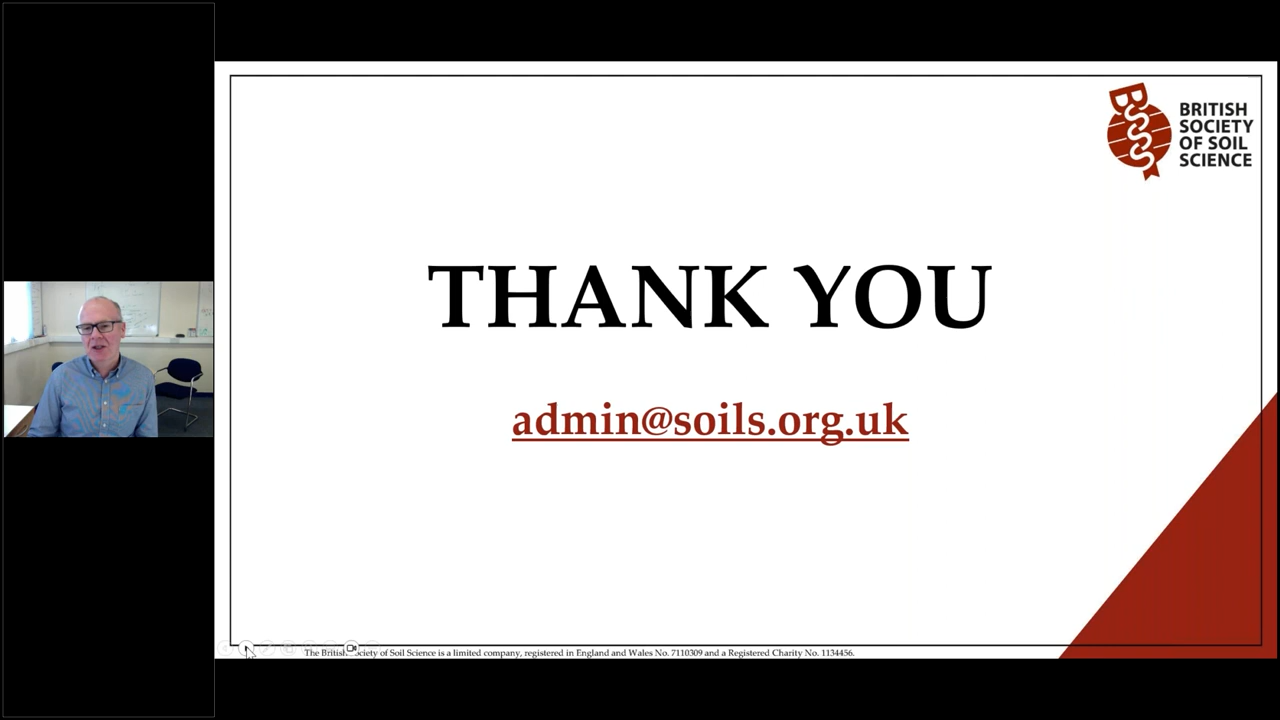 BSSS
BRITISH
SOCIETY
OF SOIL
SCIENCE
THANK YOU
admin@soils.org.uk
The British Society of Soil Science is a limited company, registered in England and Wales No. 7110309 and a Registered Charity No. 1134456.